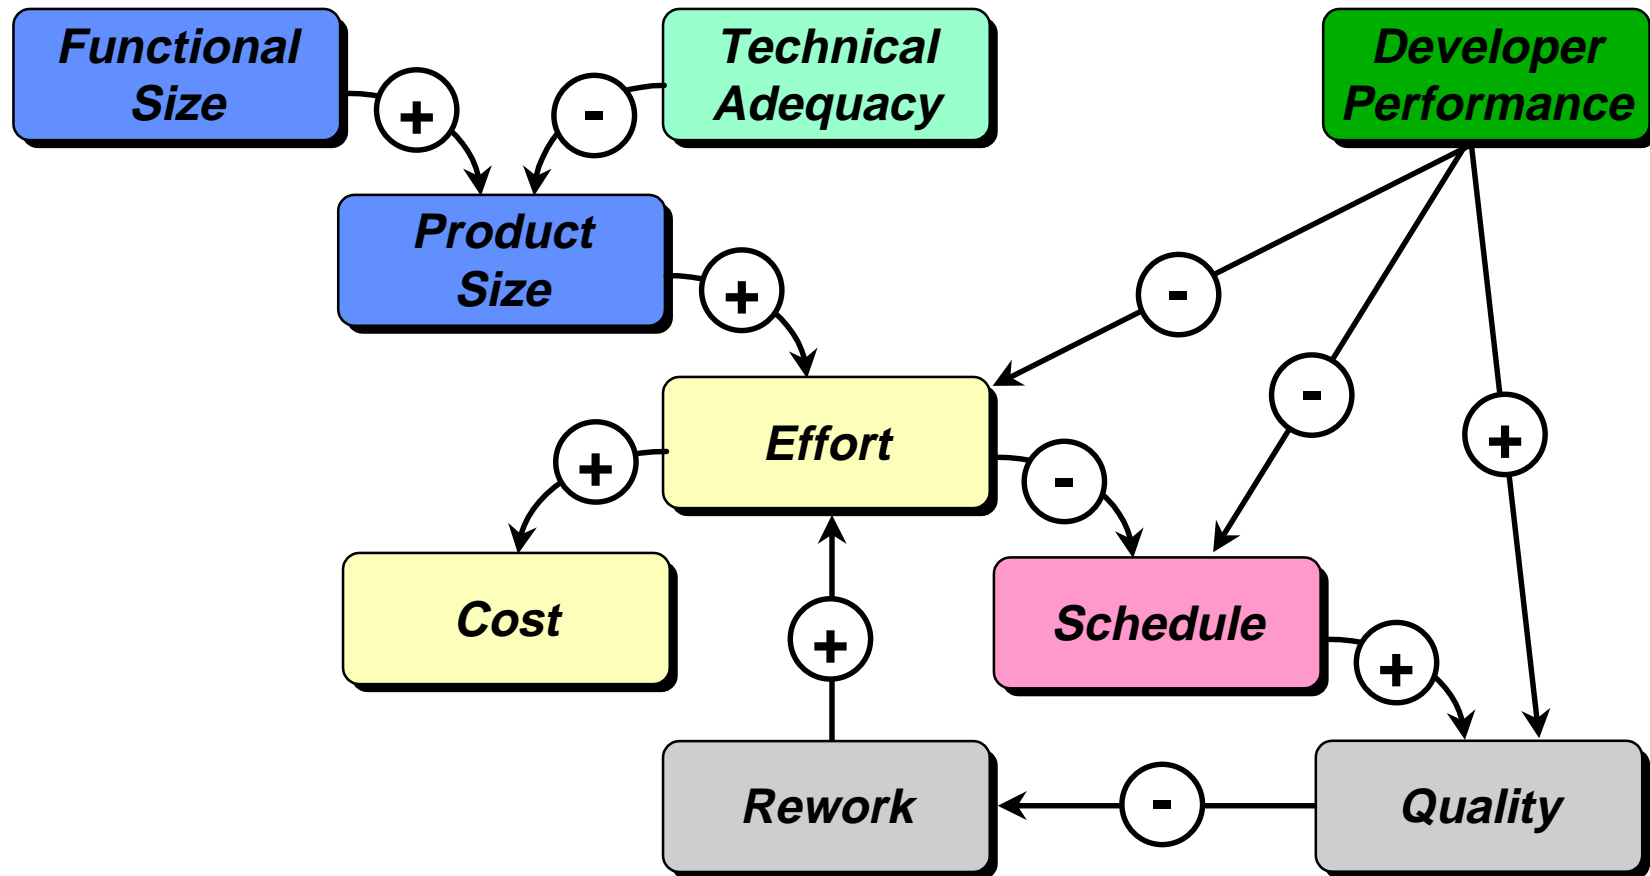 Functional
Size
+
-
Technical
Adequacy
Developer
Performance
Product
Size
+
-
-
+
Effort
+
-
Cost
+
Schedule
+
Rework
-
Quality